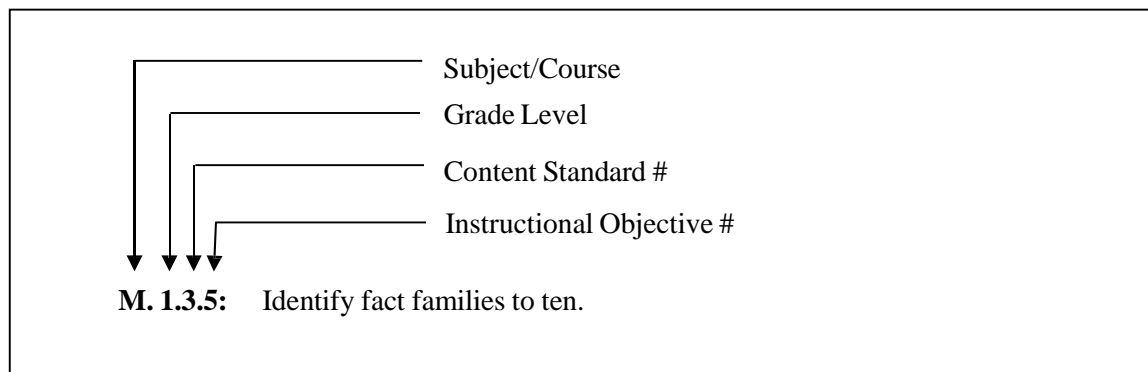 Subject/Course
Grade Level
Content Standard #
Instructional Objective #
M. 1.3.5: Identify fact families to ten.